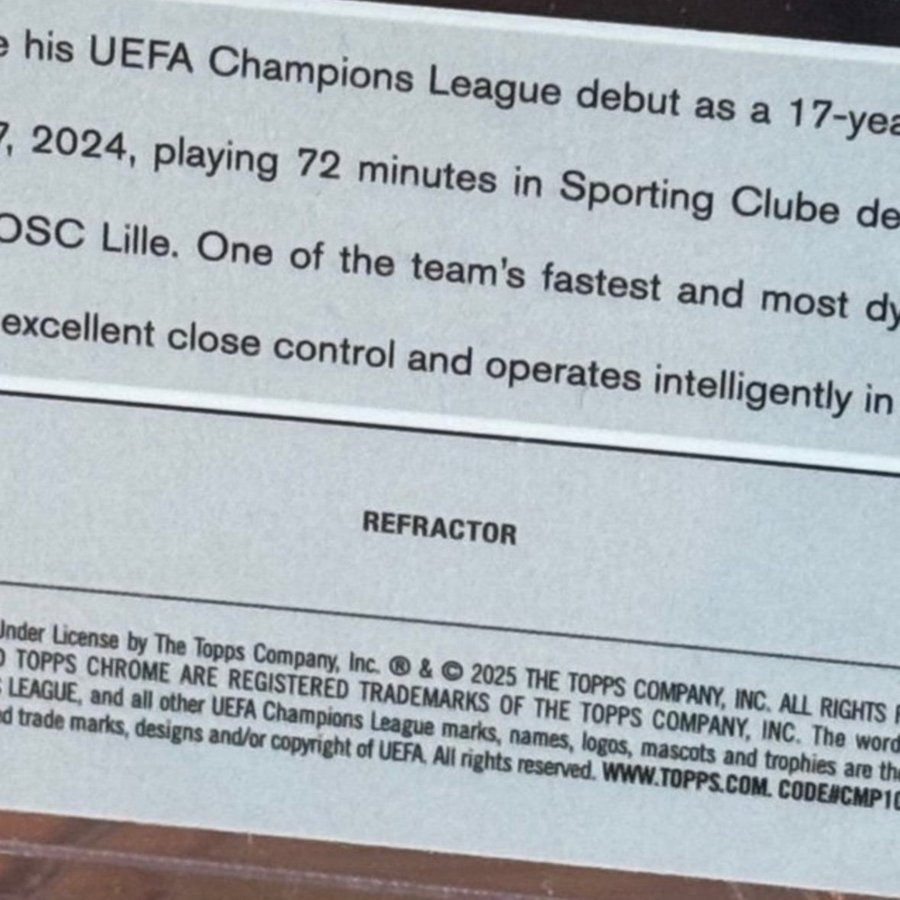 his UEFA Champions League debut as a 17-yea
7, 2024, playing 72 minutes in Sporting Clube de
OSC Lille. One of the team's fastest and most dy
excellent close control and operates intelligently in
REFRACTOR
Under License by The Topps Company, Inc. ® & © 2025 THE TOPPS COMPANY, INC. ALL RIGHTS
TOPPS CHROME ARE REGISTERED TRADEMARKS OF THE TOPPS COMPANY, INC. The word
LEAGUE, and all other UEFA Champions League marks, names, logos, mascots and trophies are the
trade marks, designs and/or copyright of UEFA. All rights reserved. WWW.TOPPS.COM. CODE#CMP10